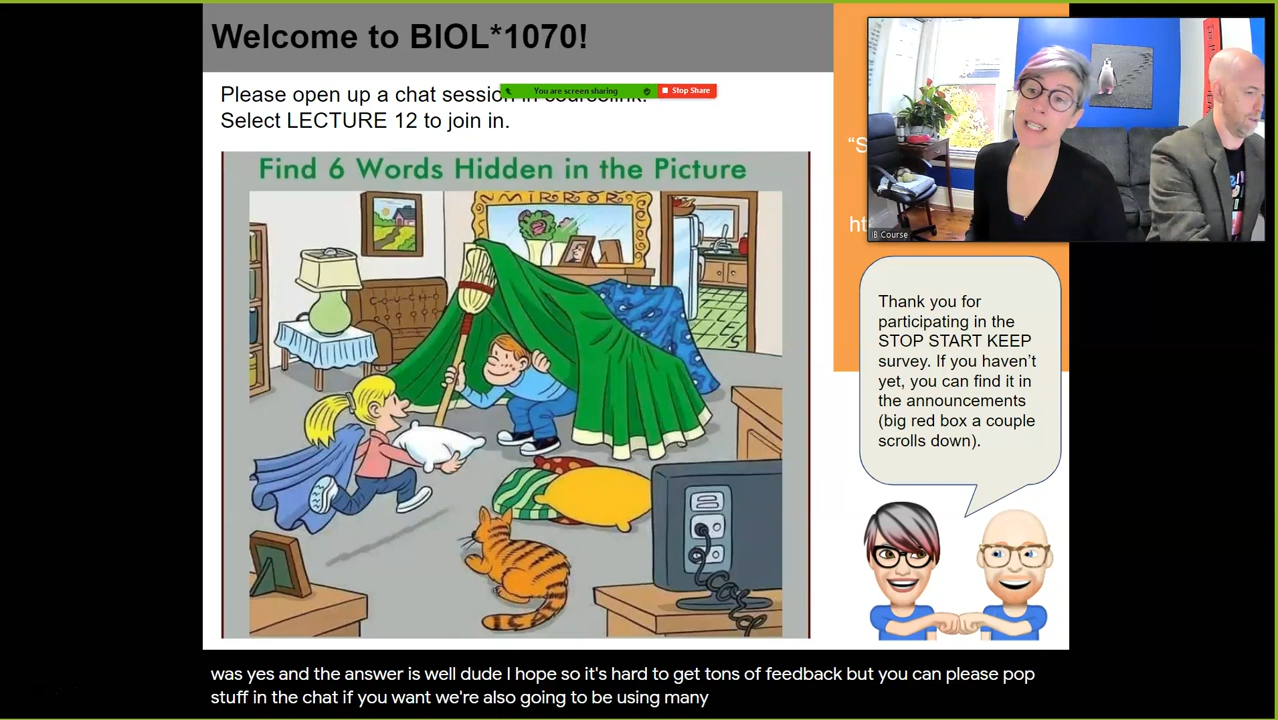 Welcome to BIOL*1070!
Please open up a chat session in courselink.
You are screen sharing
Stop Share
Select LECTURE 12 to join in.
Find 6 Words Hidden in the Picture
MIRROR
COUCH
TILES
“S
ht
IB Course
Thank you for
participating in the
STOP START KEEP
survey. If you haven’t
yet, you can find it in
the announcements
(big red box a couple
scrolls down).
was yes and the answer is well dude I hope so it's hard to get tons of feedback but you can please pop
stuff in the chat if you want we're also going to be using many